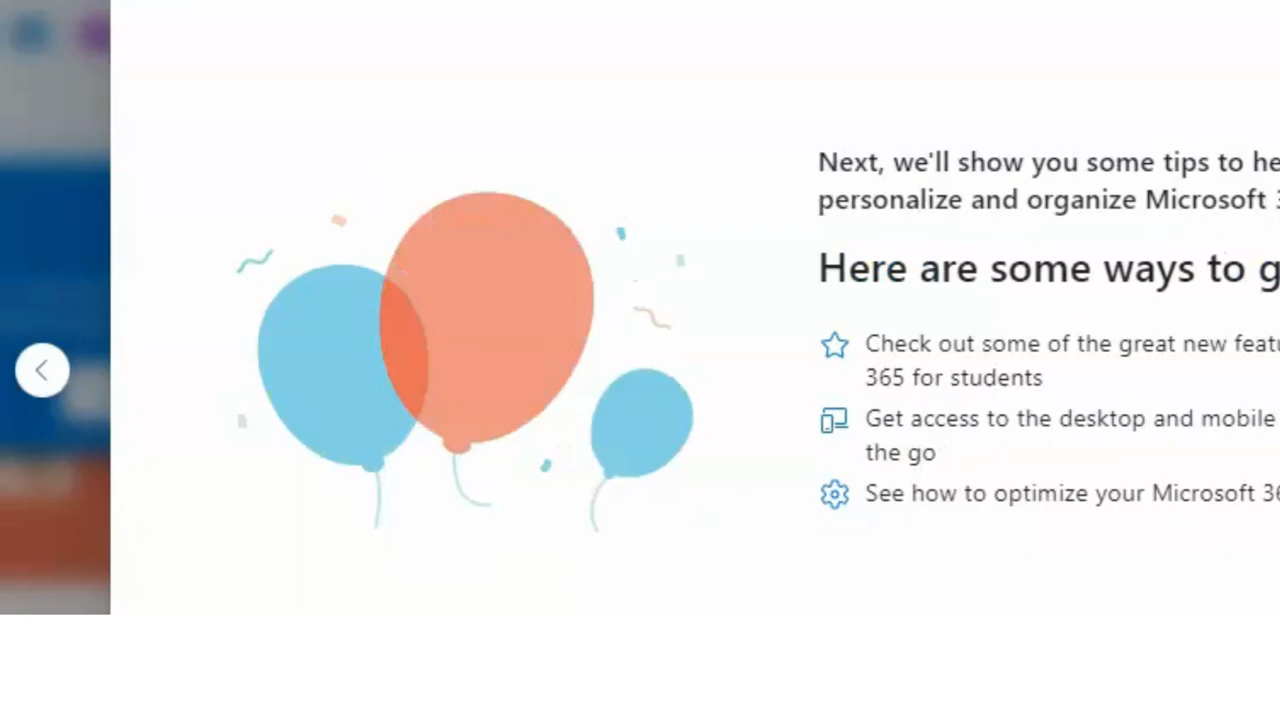 Next, we'll show you some tips to he
personalize and organize Microsoft 3
Here are some ways to g
Check out some of the great new featu
365 for students
Get access to the desktop and mobile
the go
See how to optimize your Microsoft 36